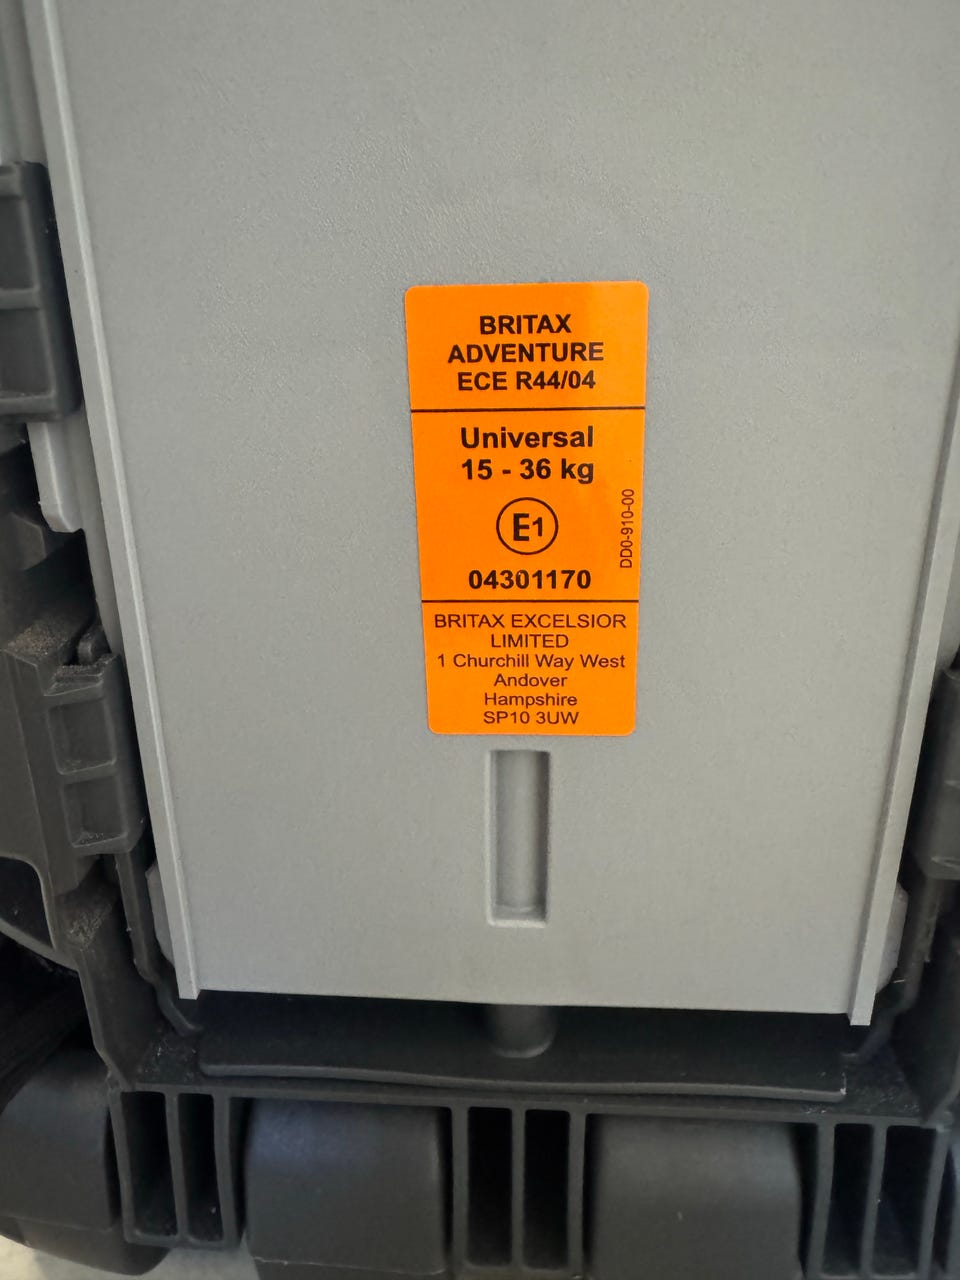 BRITAX
ADVENTURE
ECE R44/04
Universal
15 - 36 kg
E1
04301170
DD0-910-00
BRITAX EXCELSIOR
LIMITED
1 Churchill Way West
Andover
Hampshire
SP10 3UW